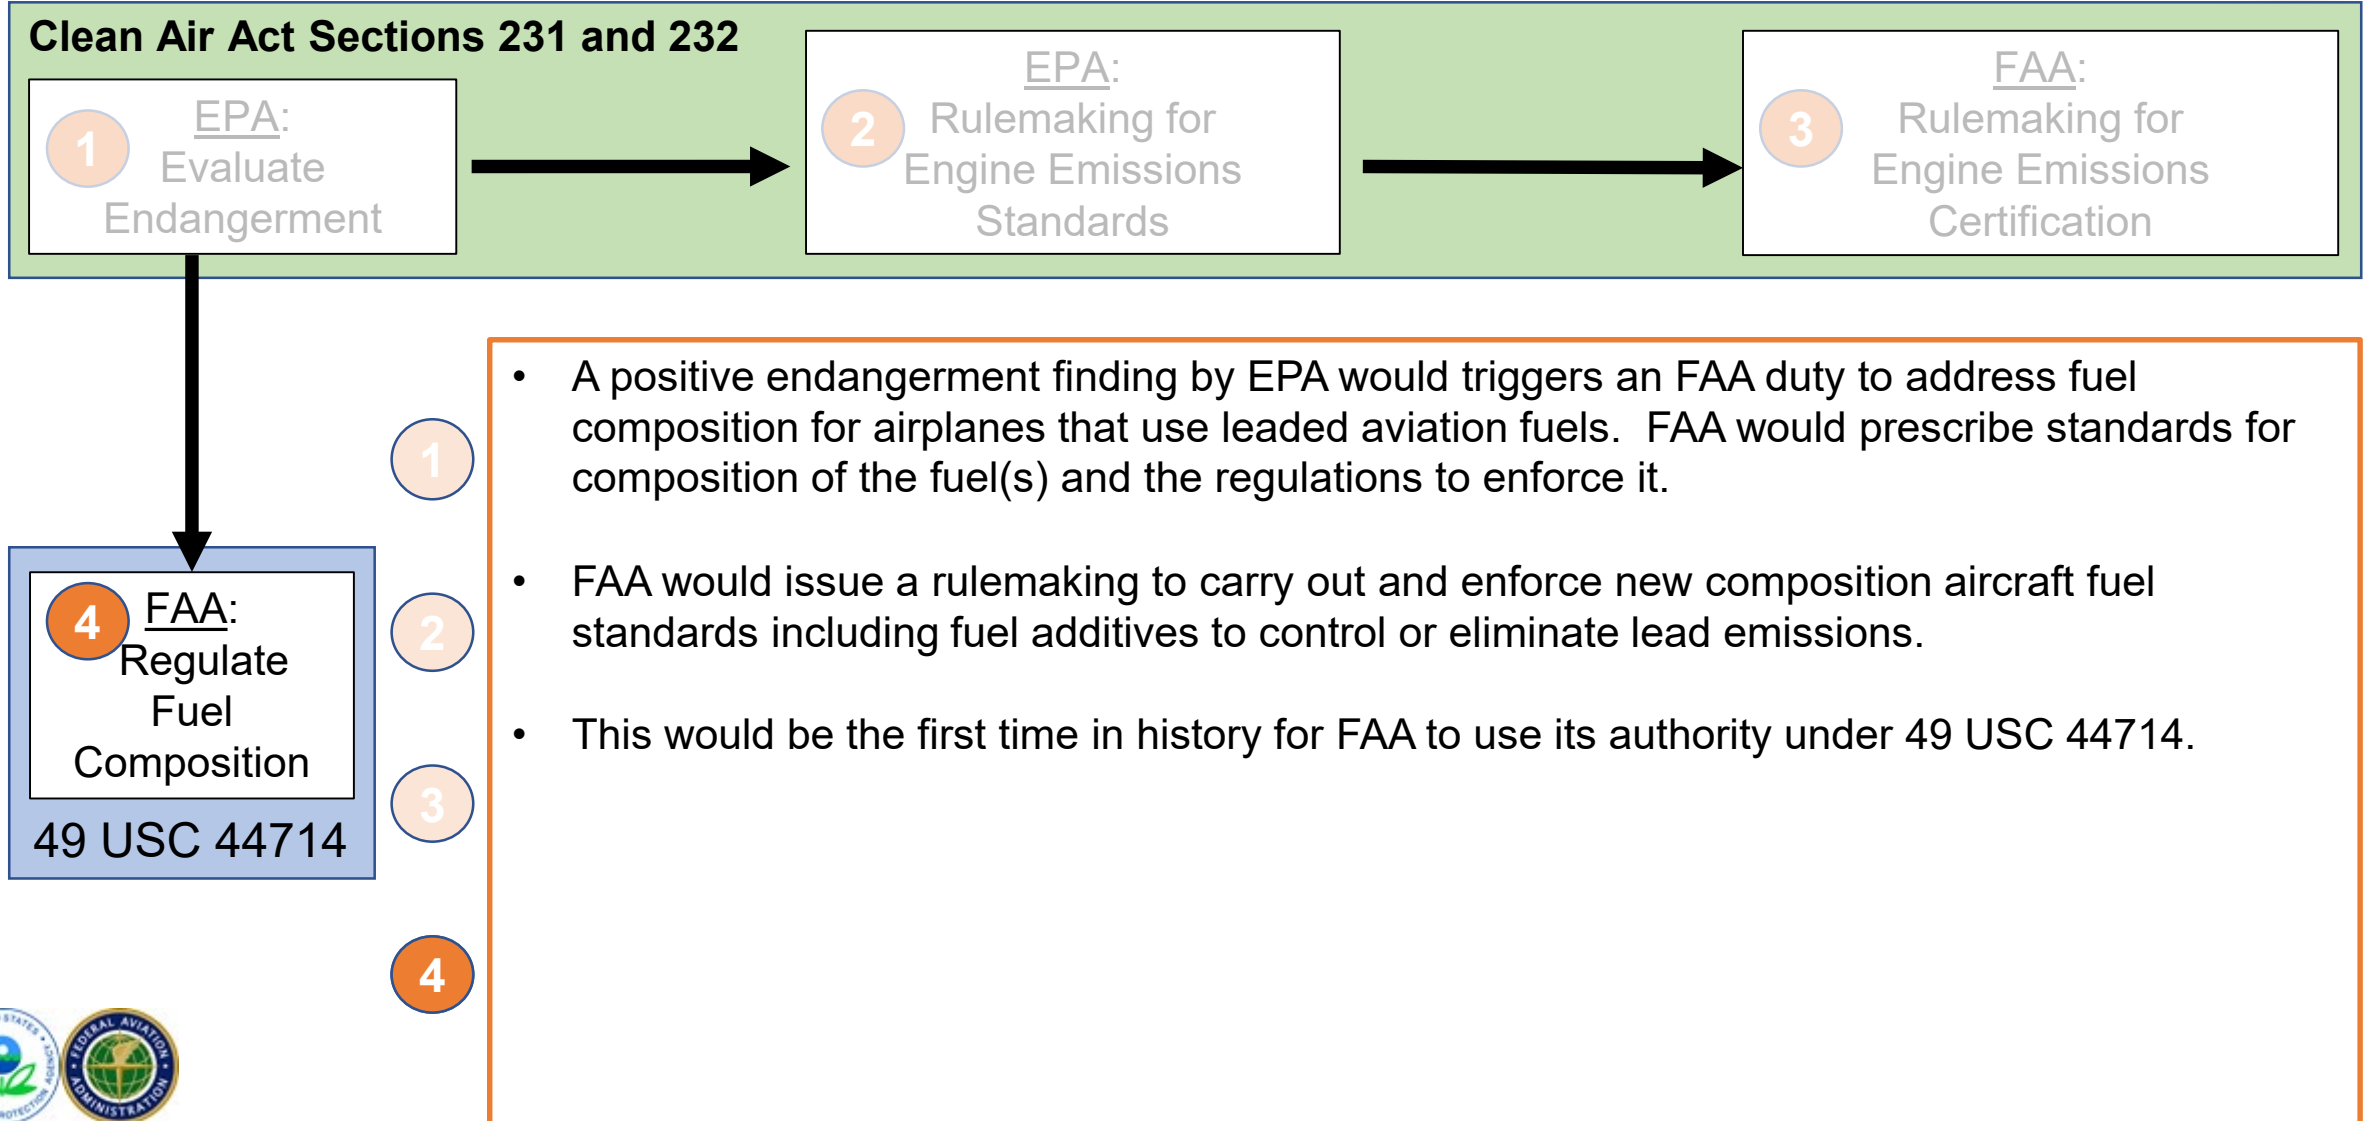 Clean Air Act Sections 231 and 232
1
EPA:
Evaluate
Endangerment
2
EPA:
Rulemaking for
Engine Emissions
Standards
3
FAA:
Rulemaking for
Engine Emissions
Certification
4
FAA:
Regulate
Fuel
Composition
49 USC 44714
1
2
3
4
• A positive endangerment finding by EPA would triggers an FAA duty to address fuel
composition for airplanes that use leaded aviation fuels.  FAA would prescribe standards for
composition of the fuel(s) and the regulations to enforce it.
• FAA would issue a rulemaking to carry out and enforce new composition aircraft fuel
standards including fuel additives to control or eliminate lead emissions.
• This would be the first time in history for FAA to use its authority under 49 USC 44714.
STATES
AGENCY
FEDERAL AVIATION
ADMINISTRATION